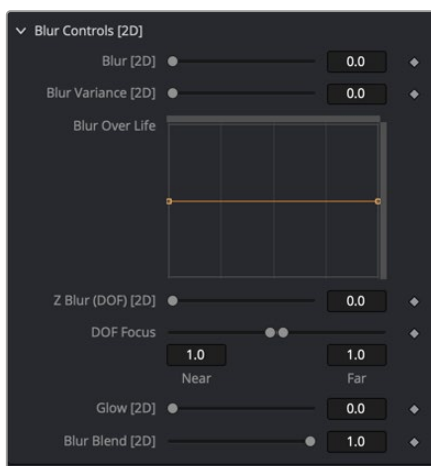 Blur Controls [2D]
Blur [2D] 0.0
Blur Variance [2D] 0.0
Blur Over Life
Z Blur (DOF) [2D] 0.0
DOF Focus
1.0 1.0
Near Far
Glow [2D] 0.0
Blur Blend [2D] 1.0